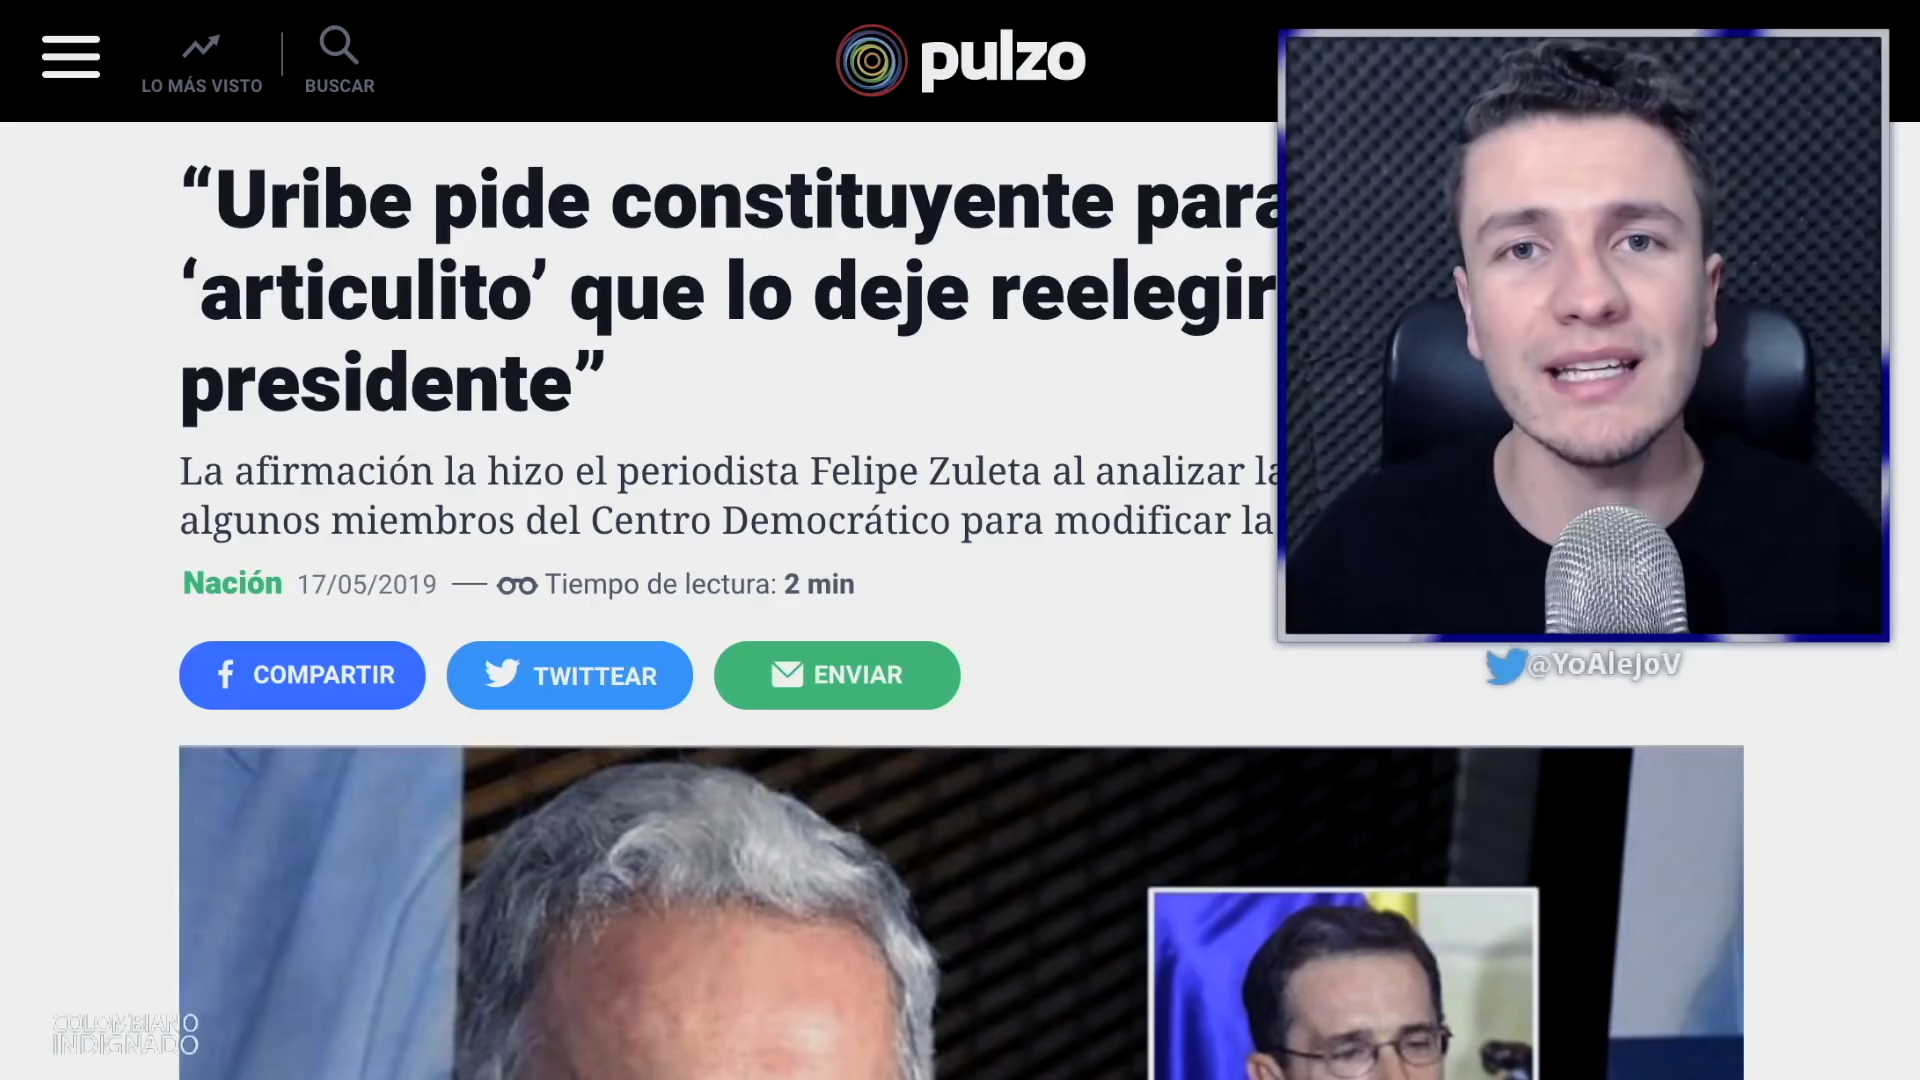 LO MÁS VISTO
BUSCAR
pulzo
“Uribe pide constituyente para
‘articulito’ que lo deje reelegir
presidente”
La afirmación la hizo el periodista Felipe Zuleta al analizar la
algunos miembros del Centro Democrático para modificar la
Nación 17/05/2019 — Tiempo de lectura: 2 min
COMPARTIR
TWITTEAR
ENVIAR
@YoAleJoV
COLOMBIANO
INDIGNADO